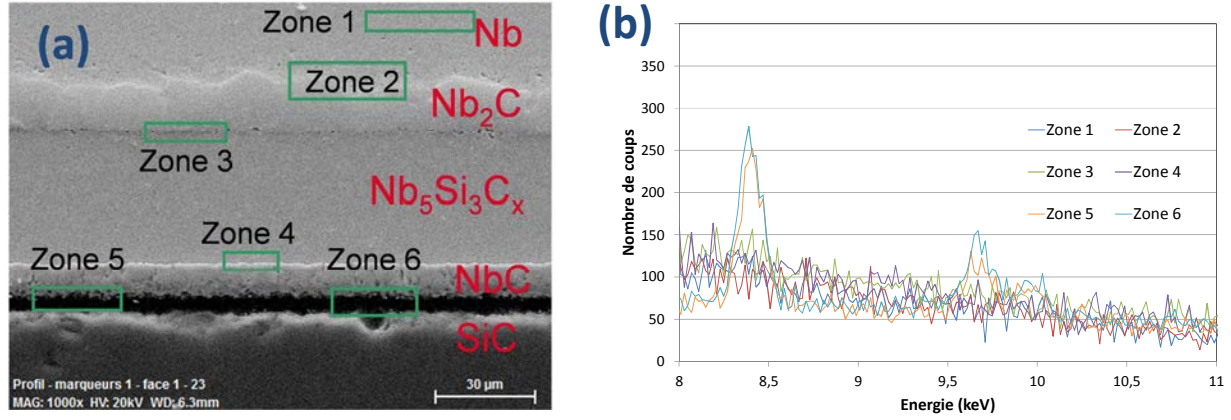 (a)
Zone 1
Nb
Zone 2
Nb₂C
Zone 3
Nb₅Si₃Cₓ
Zone 4
Zone 5
Zone 6
NbC
SiC
Profil - marqueurs 1 - face 1 - 23
MAG: 1000x HV: 20kV WD: 6.3mm
30 µm
(b)
Nombre de coups
350
300
250
200
150
100
50
0
Zone 1
Zone 2
Zone 3
Zone 4
Zone 5
Zone 6
8
8,5
9
9,5
10
10,5
11
Energie (keV)